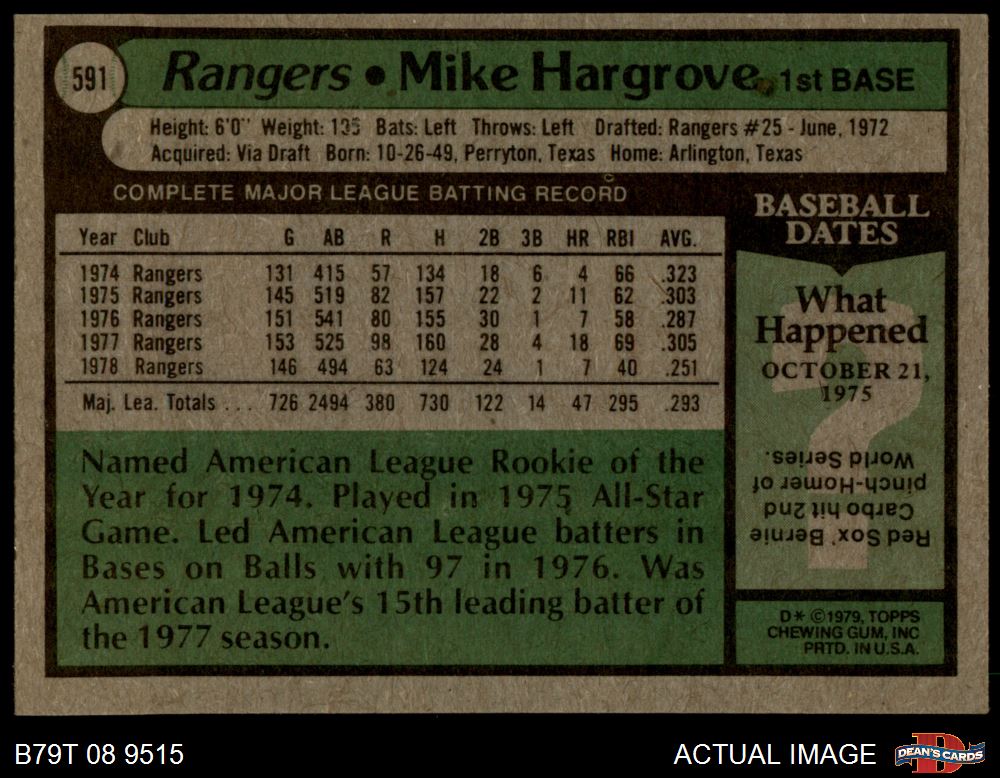 591
Rangers • Mike Hargrove 1st BASE
Height: 6'0" Weight: 195 Bats: Left Throws: Left Drafted: Rangers #25 - June, 1972
Acquired: Via Draft Born: 10-26-49, Perryton, Texas Home: Arlington, Texas
COMPLETE MAJOR LEAGUE BATTING RECORD
Year Club G AB R H 2B 3B HR RBI AVG.
1974 Rangers 131 415 57 134 18 6 4 66 .323
1975 Rangers 145 519 82 157 22 2 11 62 .303
1976 Rangers 151 541 80 155 30 1 7 58 .287
1977 Rangers 153 525 98 160 28 4 18 69 .305
1978 Rangers 146 494 63 124 24 1 7 40 .251
Maj. Lea. Totals . . . 726 2494 380 730 122 14 47 295 .293
Named American League Rookie of the
Year for 1974. Played in 1975 All-Star
Game. Led American League batters in
Bases on Balls with 97 in 1976. Was
American League's 15th leading batter of
the 1977 season.
BASEBALL
DATES
What
Happened
OCTOBER 21,
1975
?
Red Sox' Bernie
Carbo hit 2nd
pinch-Homer of
World Series.
D* ©1979, TOPPS
CHEWING GUM, INC
PRTD. IN U.S.A.
B79T 08 9515
ACTUAL IMAGE
DEAN'S CARDS